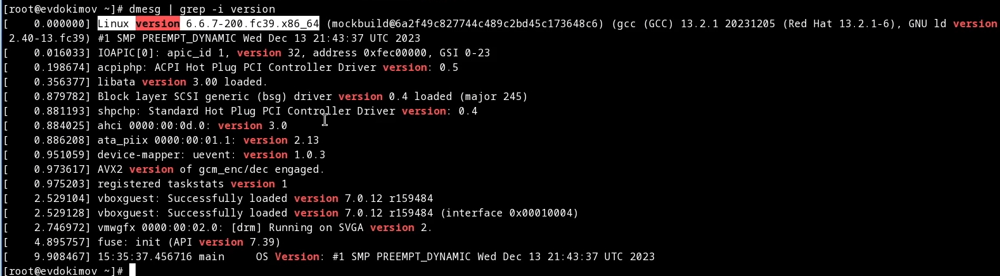 [root@evdokimov ~]# dmesg | grep -i version
[    0.000000] Linux version 6.6.7-200.fc39.x86_64 (mockbuild@6a2f49c827744c489c2bd45c173648c6) (gcc (GCC) 13.2.1 20231205 (Red Hat 13.2.1-6), GNU ld version
 2.40-13.fc39) #1 SMP PREEMPT_DYNAMIC Wed Dec 13 21:43:37 UTC 2023
[    0.016033] IOAPIC[0]: apic_id 1, version 32, address 0xfec00000, GSI 0-23
[    0.198674] acpiphp: ACPI Hot Plug PCI Controller Driver version: 0.5
[    0.356377] libata version 3.00 loaded.
[    0.879782] Block layer SCSI generic (bsg) driver version 0.4 loaded (major 245)
[    0.881193] shpchp: Standard Hot Plug PCI Controller Driver version: 0.4
[    0.884025] ahci 0000:00:0d.0: version 3.0
[    0.886208] ata_piix 0000:00:01.1: version 2.13
[    0.951059] device-mapper: uevent: version 1.0.3
[    0.973617] AVX2 version of gcm_enc/dec engaged.
[    0.975203] registered taskstats version 1
[    2.529104] vboxguest: Successfully loaded version 7.0.12 r159484
[    2.529128] vboxguest: Successfully loaded version 7.0.12 r159484 (interface 0x00010004)
[    2.746972] vmwgfx 0000:00:02.0: [drm] Running on SVGA version 2.
[    4.895757] fuse: init (API version 7.39)
[    9.908467] 15:35:37.456716 main     OS Version: #1 SMP PREEMPT_DYNAMIC Wed Dec 13 21:43:37 UTC 2023
[root@evdokimov ~]#